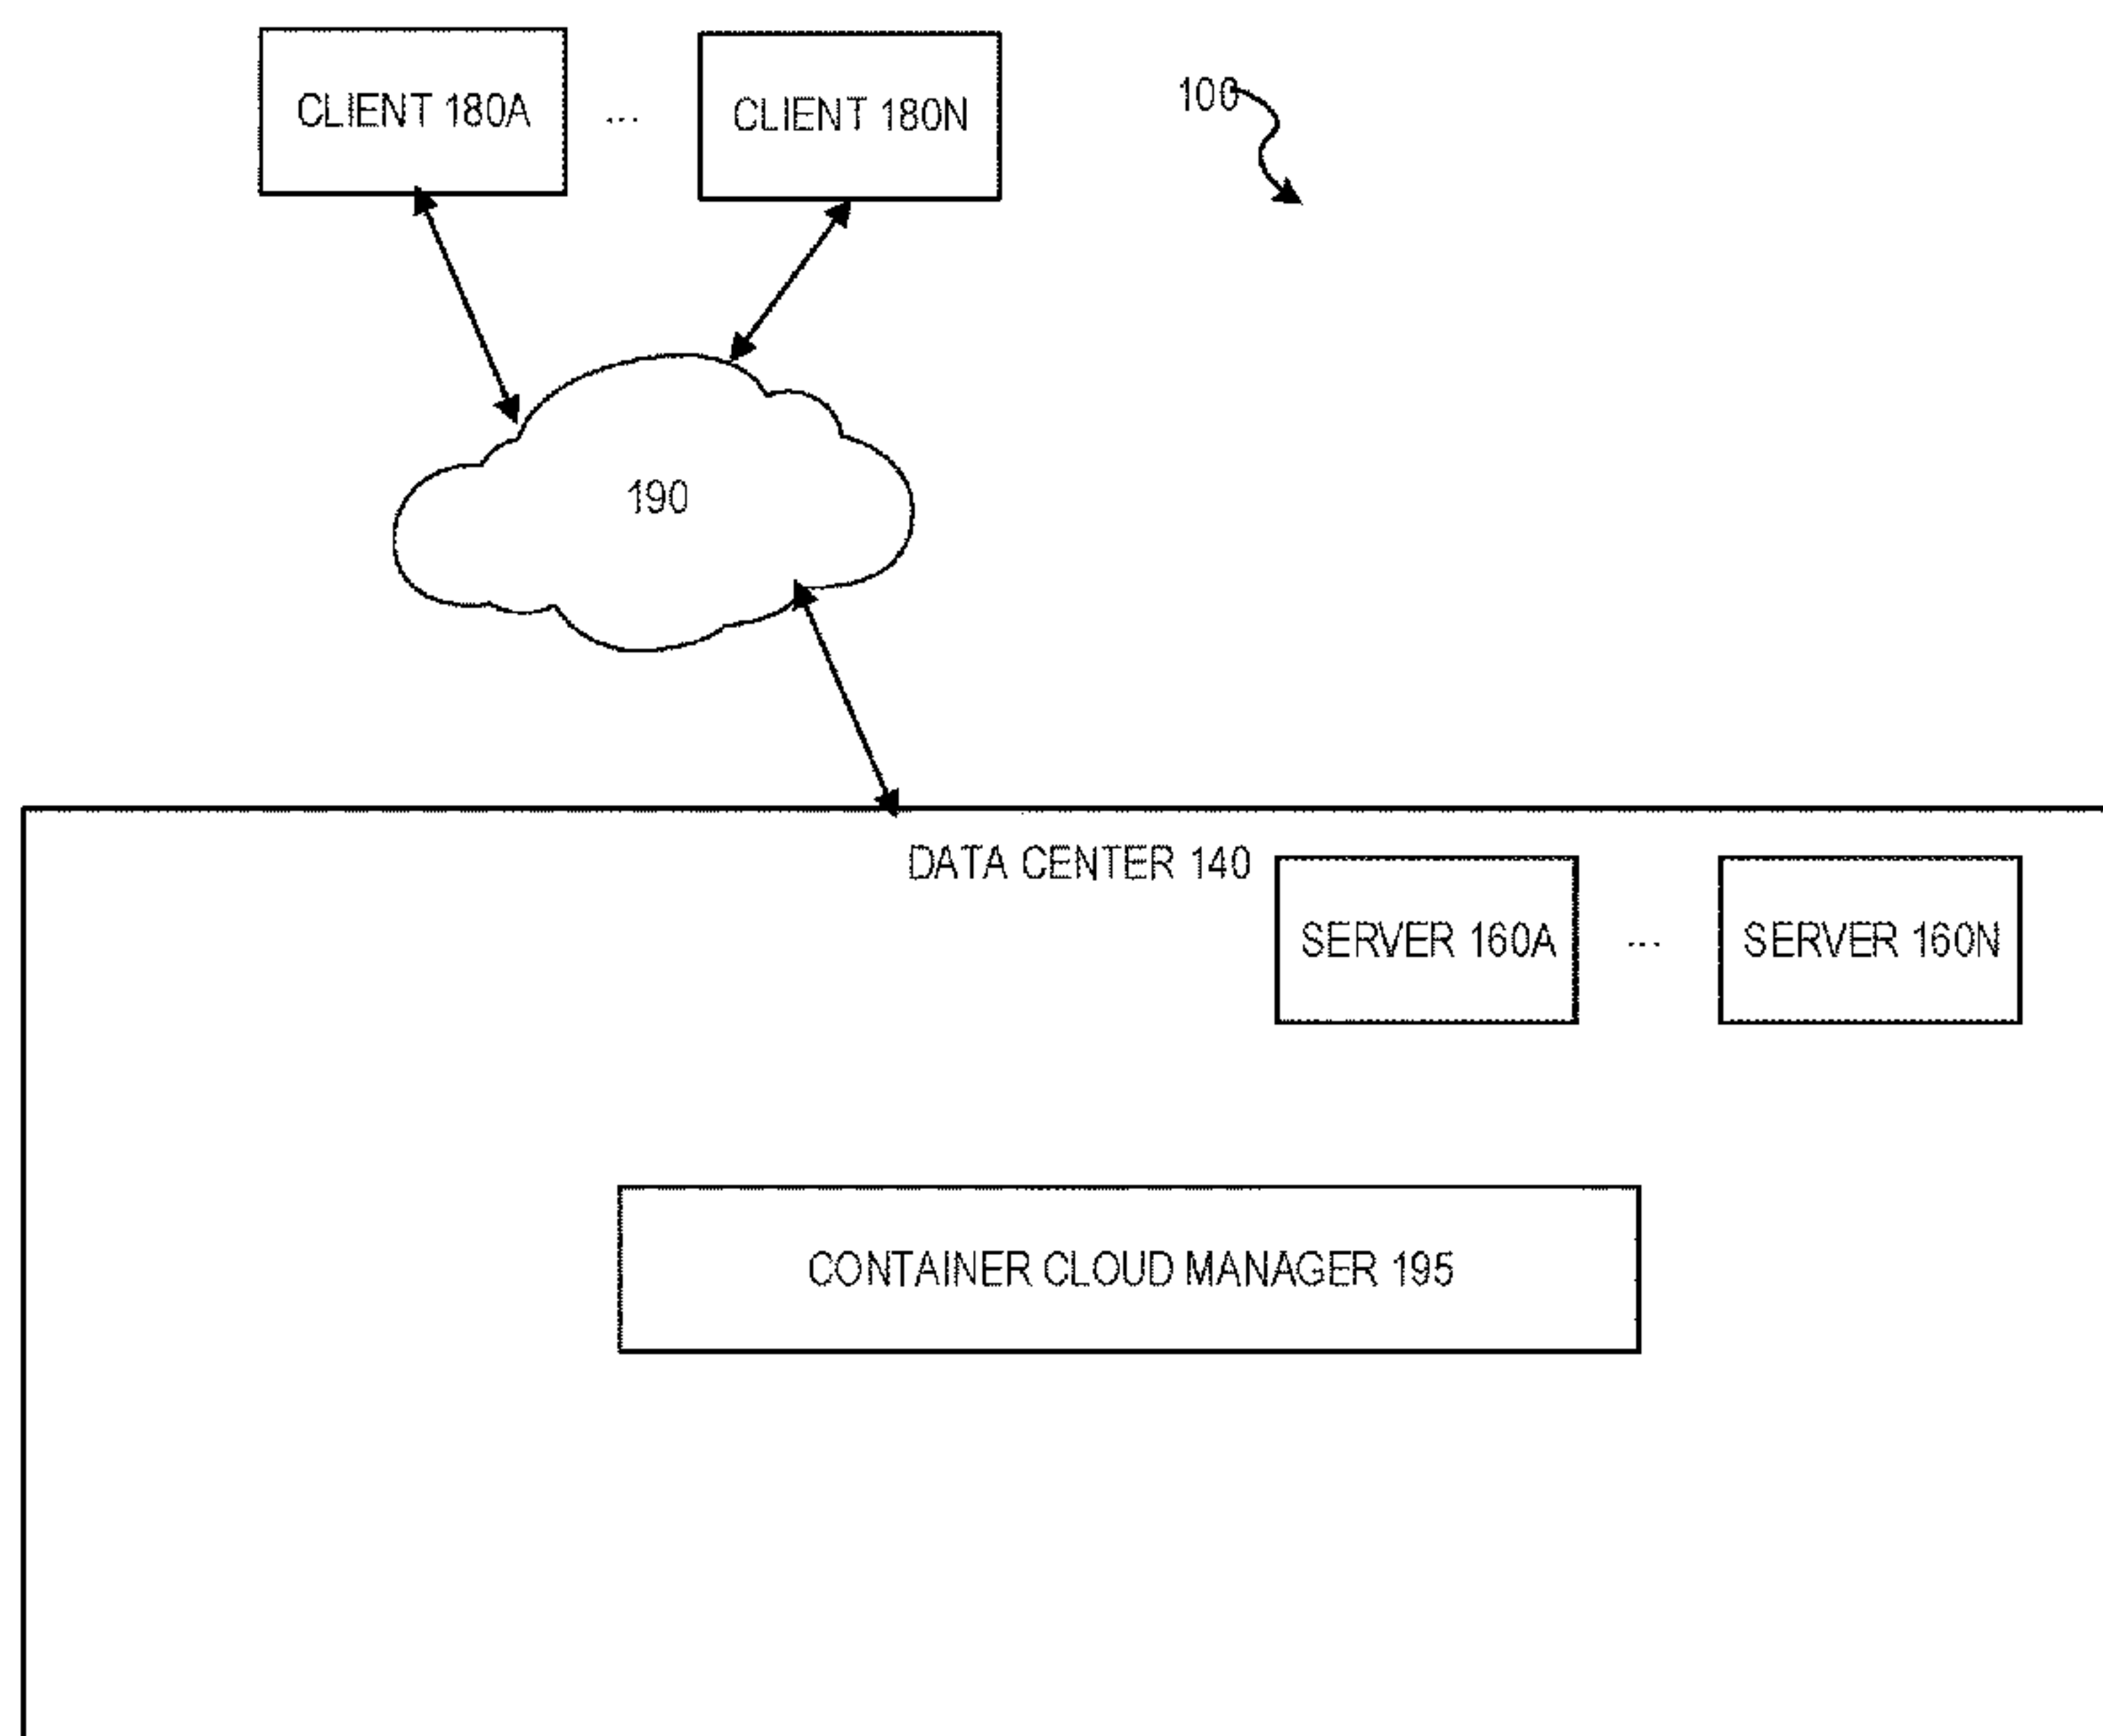 CLIENT 180A ... CLIENT 180N
100
190
DATA CENTER 140
SERVER 160A ... SERVER 160N
CONTAINER CLOUD MANAGER 195